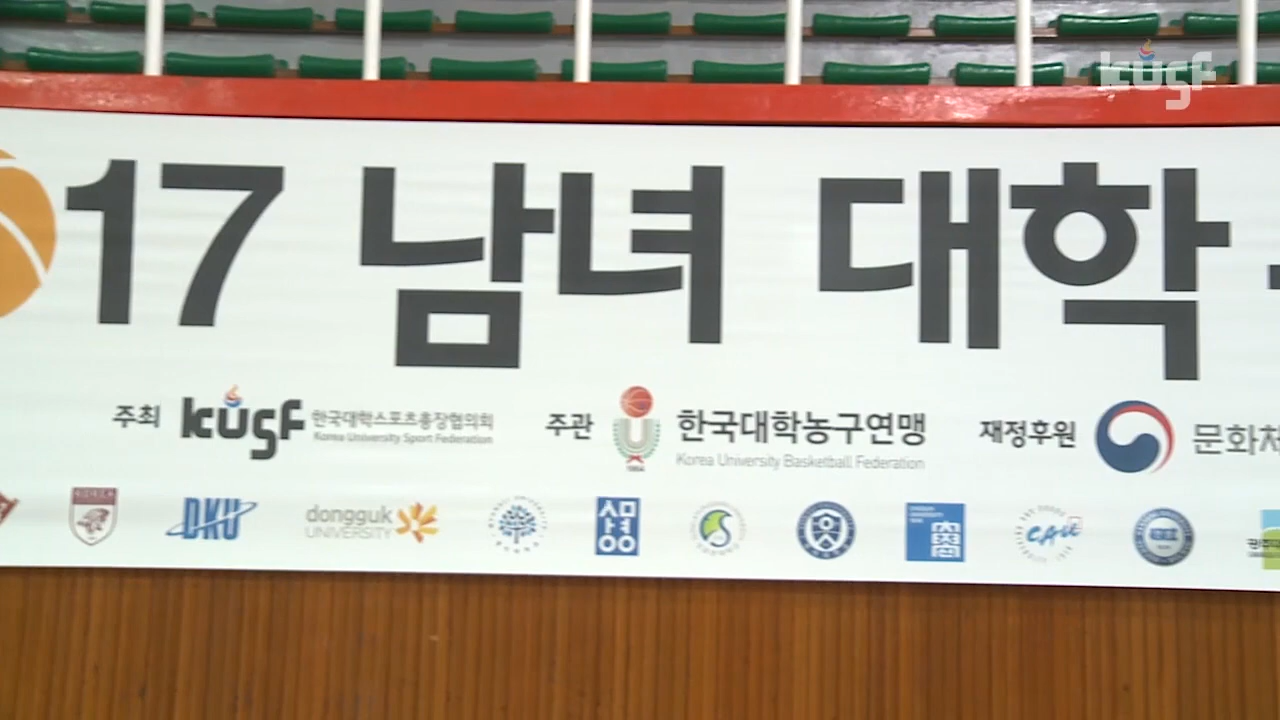 kusf
17 남녀 대학
주최 kusf 한국대학스포츠총장협의회 주관 한국대학농구연맹 재정후원 문화체
Korea University Sport Federation Korea University Basketball Federation
KOREA DKU dongguk UNIVERSITY 상명 CAU